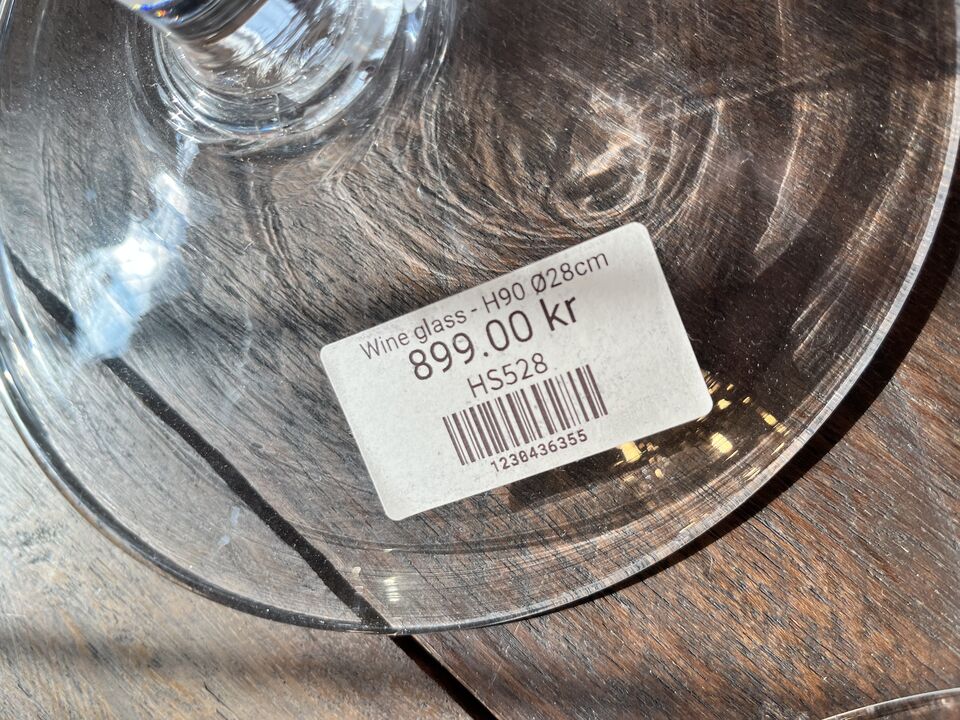 Wine glass - H90 Ø28cm
899.00 kr
HS528
1230436355